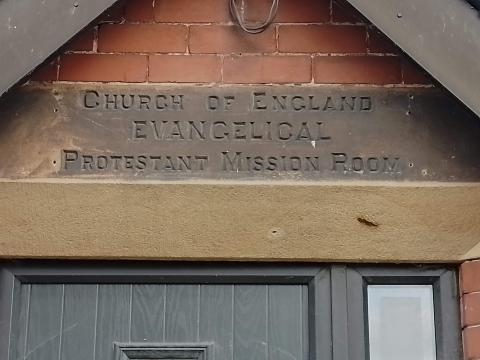 Church of England
EVANGELICAL
Protestant Mission Room